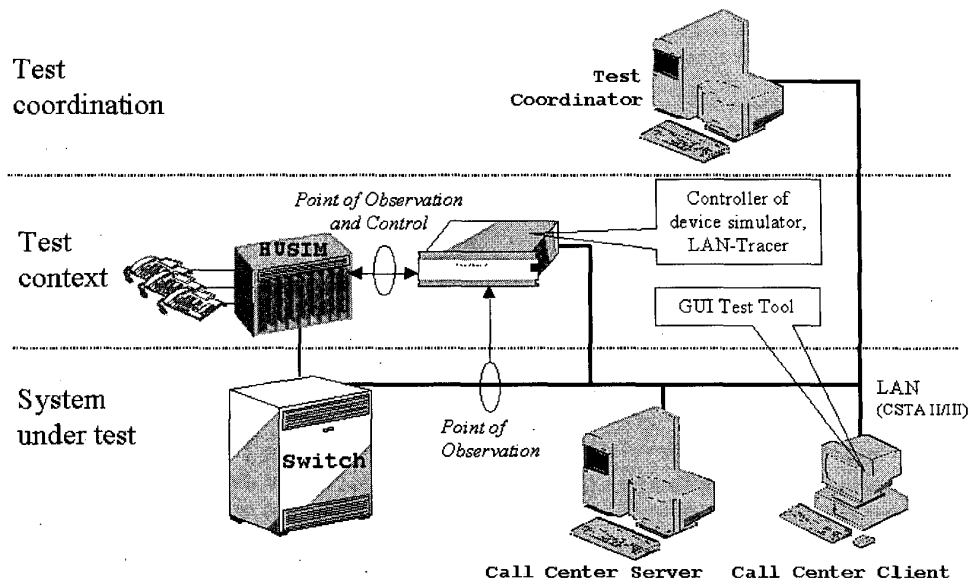 Test
coordination
Test
Coordinator
Point of Observation
and Control
Controller of
device simulator,
LAN-Tracer
Test
context
HUSIM
GUI Test Tool
System
under test
Switch
Point of
Observation
LAN
(CSTA II/III)
Call Center Server
Call Center Client